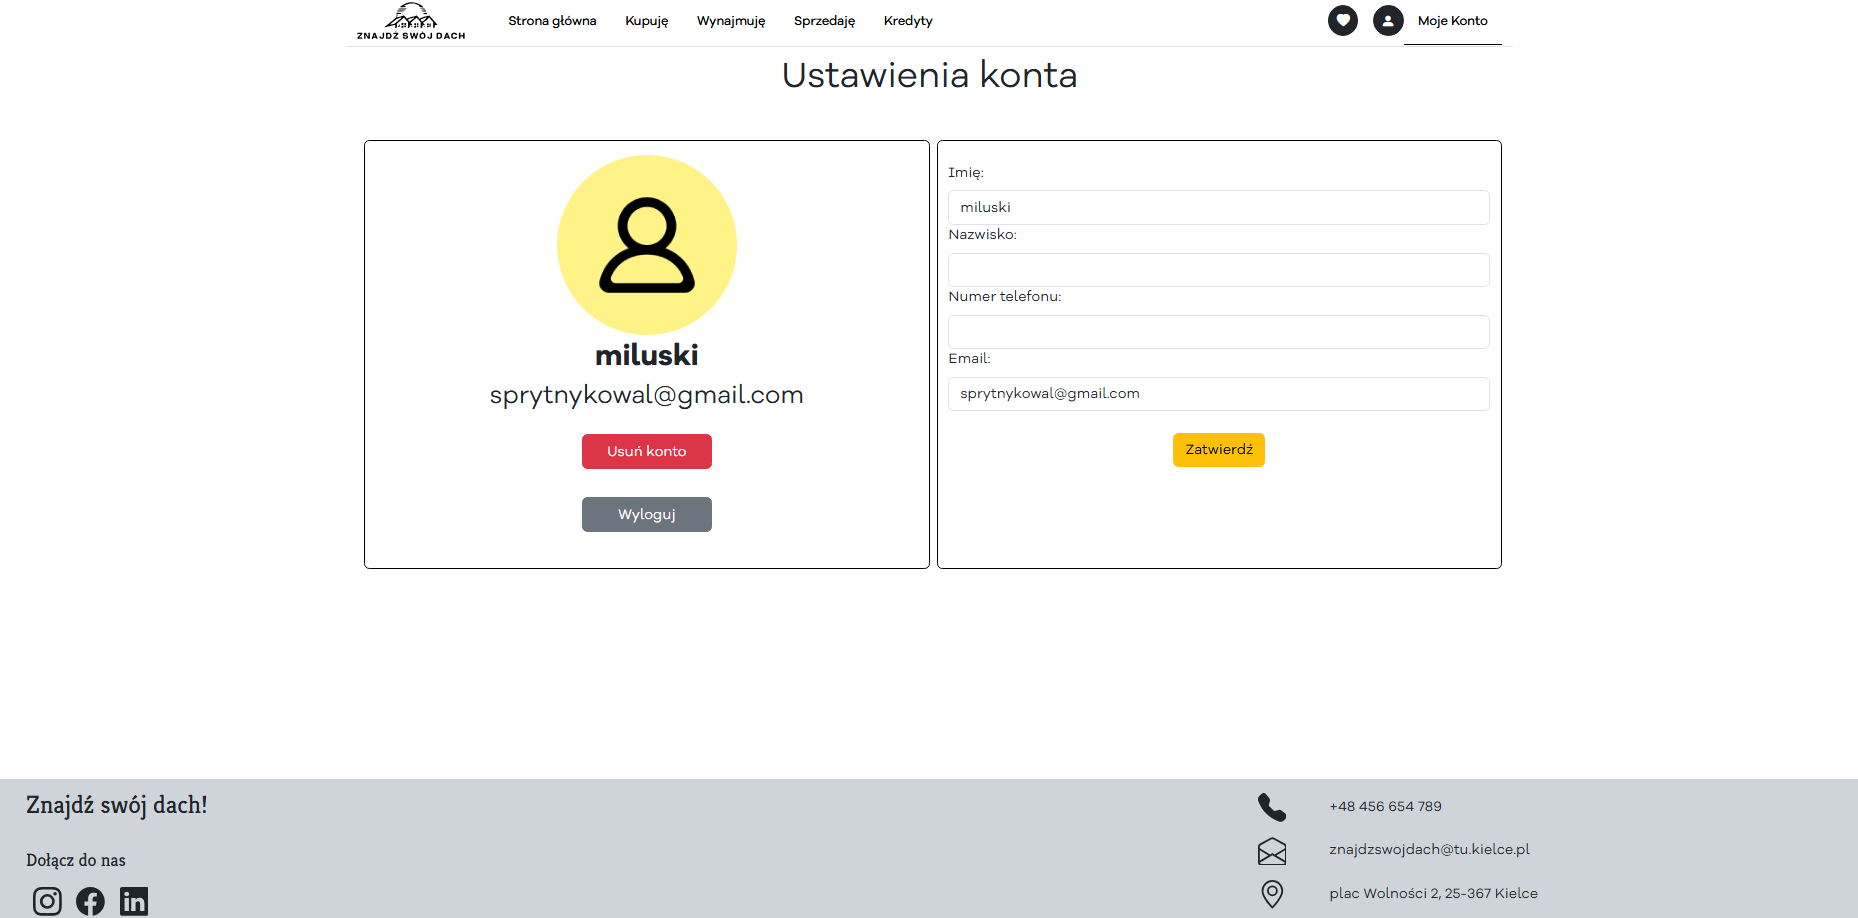 ZNAJDŹ SWÓJ DACH
Strona główna Kupuję Wynajmuję Sprzedaję Kredyty Moje Konto
Ustawienia konta
miluski
sprytnykowal@gmail.com
Usuń konto
Wyloguj
Imię:
miluski
Nazwisko:
Numer telefonu:
Email:
sprytnykowal@gmail.com
Zatwierdź
Znajdź swój dach!
Dołącz do nas
+48 456 654 789
znajdzswojdach@tu.kielce.pl
plac Wolności 2, 25-367 Kielce